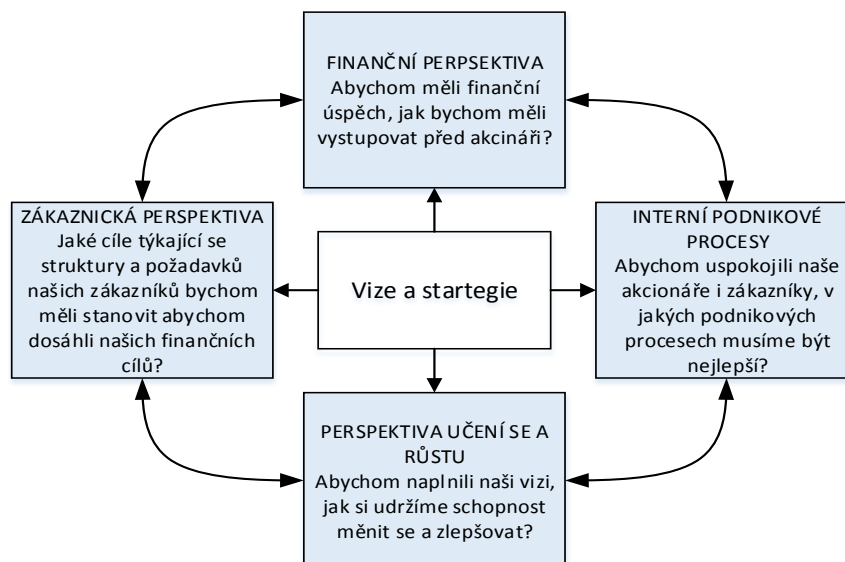 FINANČNÍ PERPSEKTIVA
Abychom měli finanční
úspěch, jak bychom měli
vystupovat před akcináři?
ZÁKAZNICKÁ PERSPEKTIVA
Jaké cíle týkající se
struktury a požadavků
našich zákazníků bychom
měli stanovit abychom
dosáhli našich finančních
cílů?
Vize a startegie
INTERNÍ PODNIKOVÉ
PROCESY
Abychom uspokojili naše
akcionáře i zákazníky, v
jakých podnikových
procesech musíme být
nejlepší?
PERSPEKTIVA UČENÍ SE A
RŮSTU
Abychom naplnili naši vizi,
jak si udržíme schopnost
měnit se a zlepšovat?